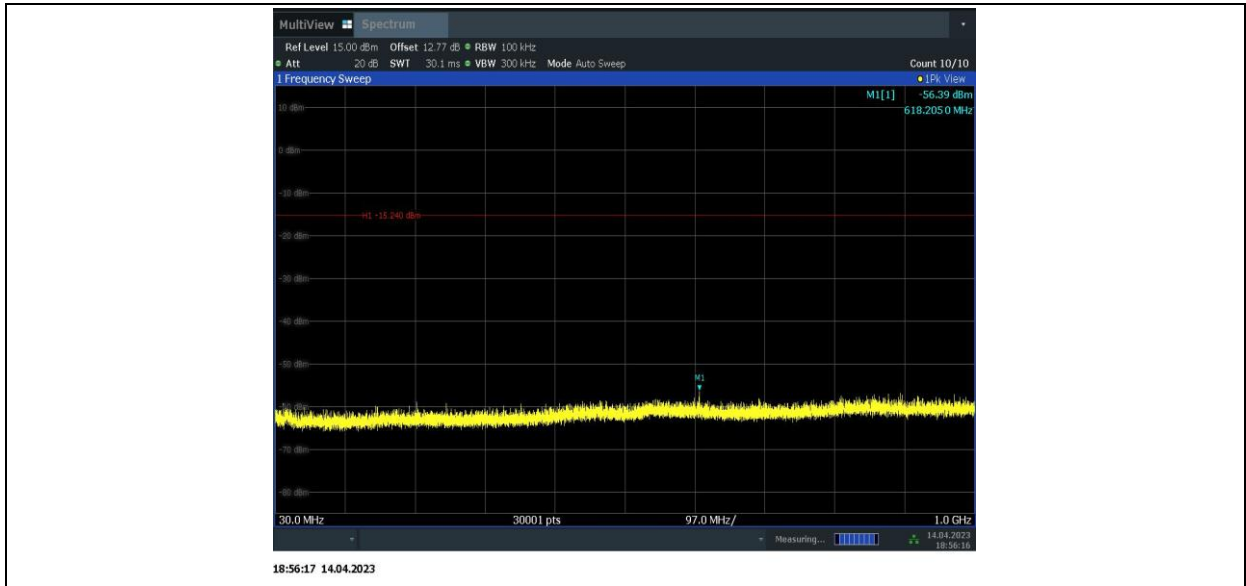 MultiView Spectrum
Ref Level 15.00 dBm Offset 12.77 dB RBW 100 kHz
Att 20 dB SWT 30.1 ms VBW 300 kHz Mode Auto Sweep Count 10/10
1 Frequency Sweep 1Pk View
M1[1] -56.39 dBm
618.2050 MHz
10 dBm
0 dBm
-10 dBm
H1 -15.240 dBm
-20 dBm
-30 dBm
-40 dBm
-50 dBm
M1
-60 dBm
-70 dBm
-80 dBm
30.0 MHz 30001 pts 97.0 MHz/ 1.0 GHz
Measuring... 14.04.2023
18:56:16
18:56:17 14.04.2023